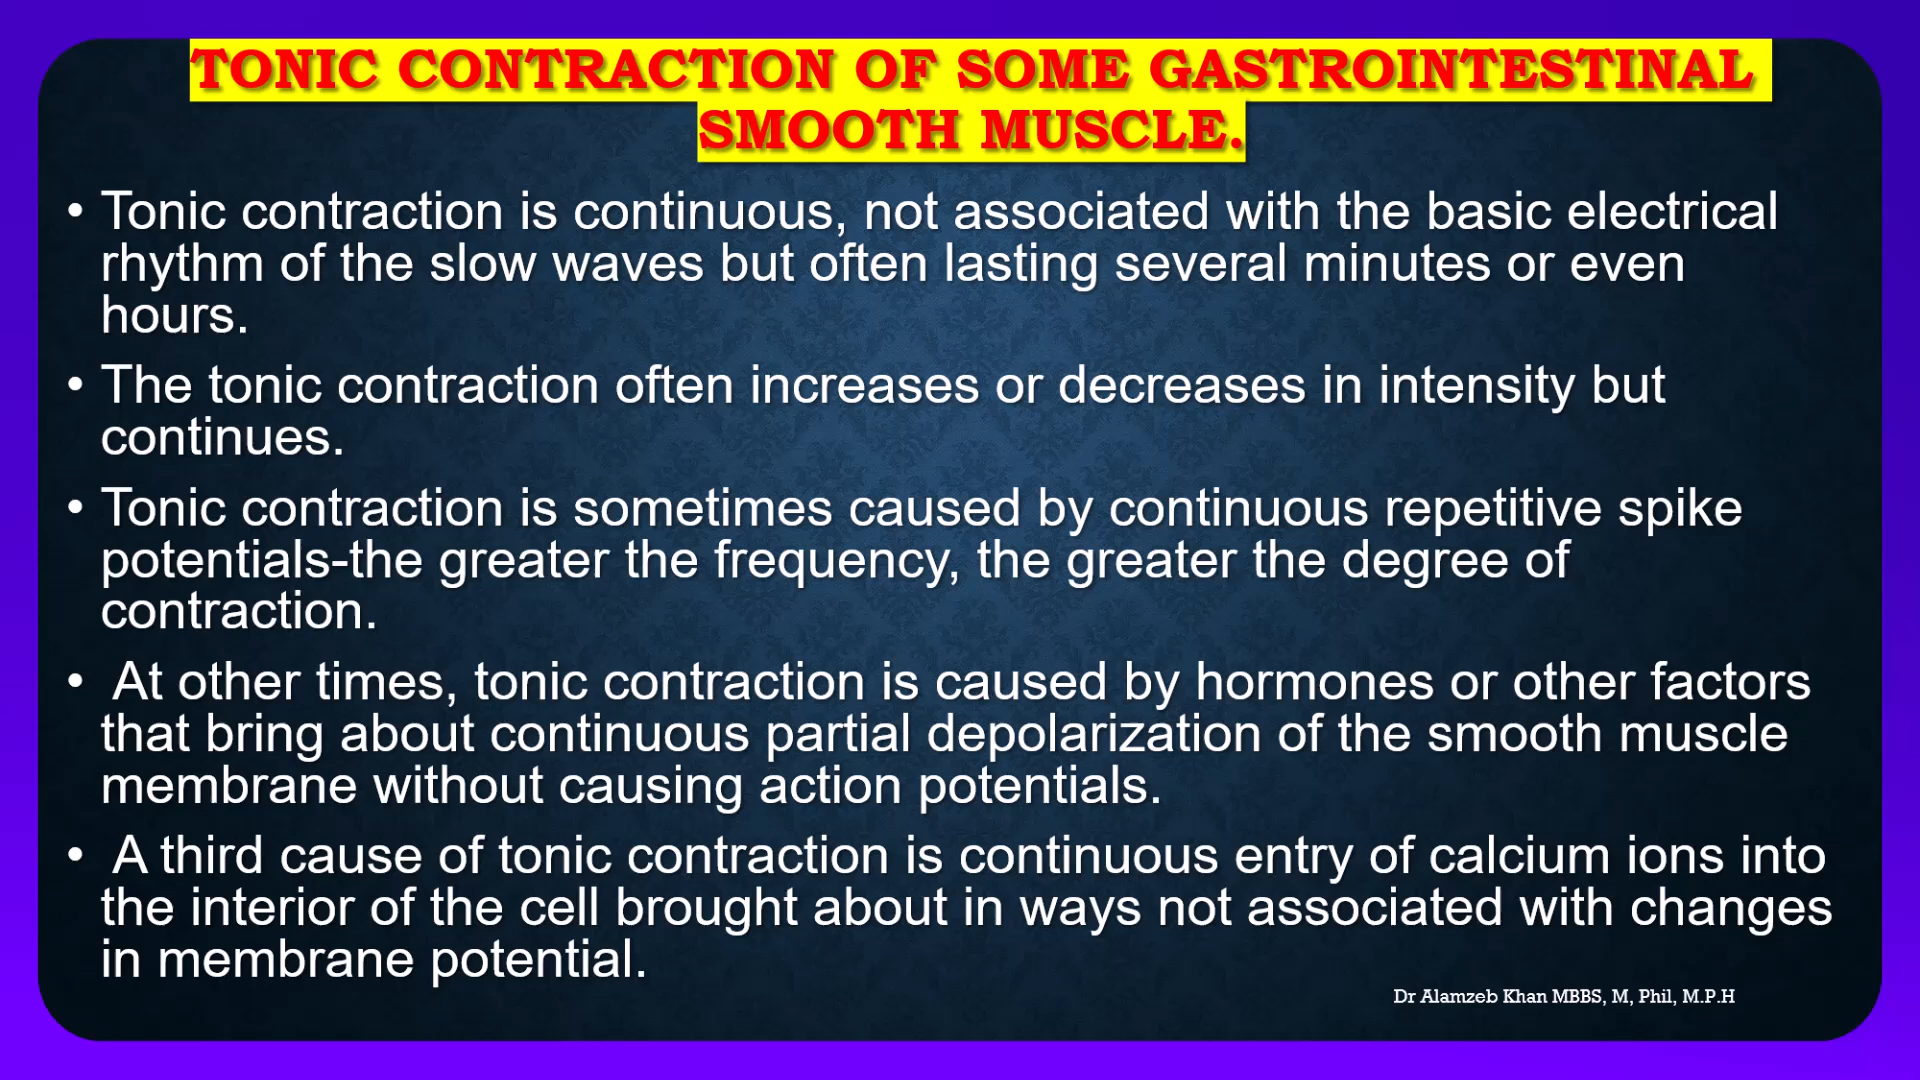 TONIC CONTRACTION OF SOME GASTROINTESTINAL
SMOOTH MUSCLE.
• Tonic contraction is continuous, not associated with the basic electrical
rhythm of the slow waves but often lasting several minutes or even
hours.
• The tonic contraction often increases or decreases in intensity but
continues.
• Tonic contraction is sometimes caused by continuous repetitive spike
potentials-the greater the frequency, the greater the degree of
contraction.
• At other times, tonic contraction is caused by hormones or other factors
that bring about continuous partial depolarization of the smooth muscle
membrane without causing action potentials.
• A third cause of tonic contraction is continuous entry of calcium ions into
the interior of the cell brought about in ways not associated with changes
in membrane potential.
Dr Alamzeb Khan MBBS, M, Phil, M.P.H